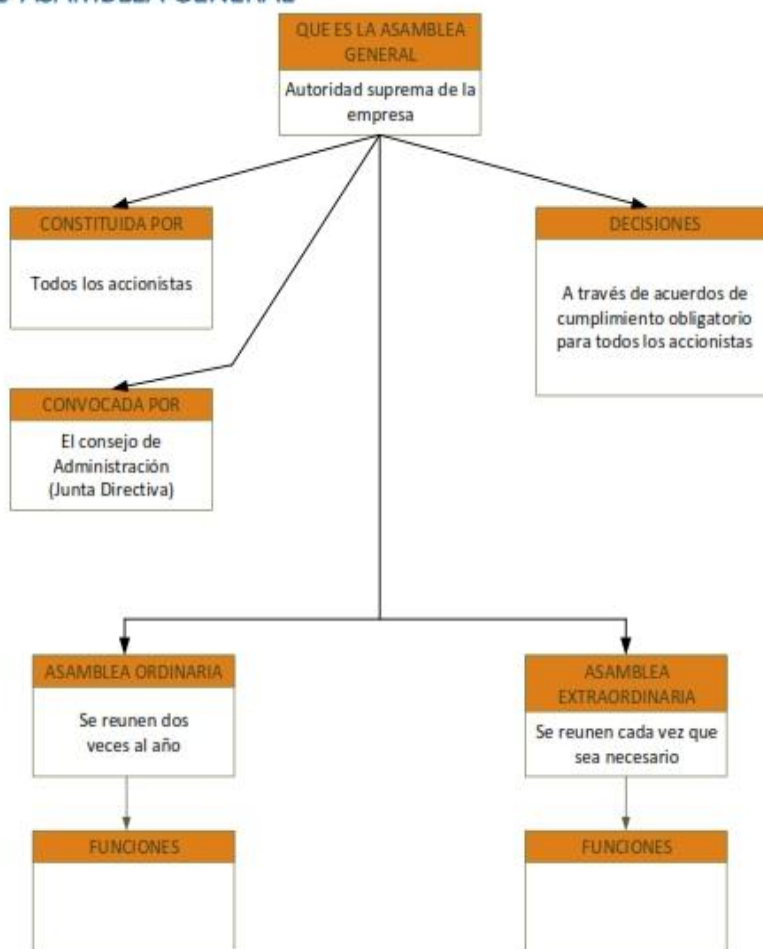 ASAMBLEA GENERAL
QUE ES LA ASAMBLEA
GENERAL
Autoridad suprema de la
empresa
CONSTITUIDA POR
Todos los accionistas
DECISIONES
A través de acuerdos de
cumplimiento obligatorio
para todos los accionistas
CONVOCADA POR
El consejo de
Administración
(Junta Directiva)
ASAMBLEA ORDINARIA
Se reunen dos
veces al año
ASAMBLEA
EXTRAORDINARIA
Se reunen cada vez que
sea necesario
FUNCIONES
FUNCIONES